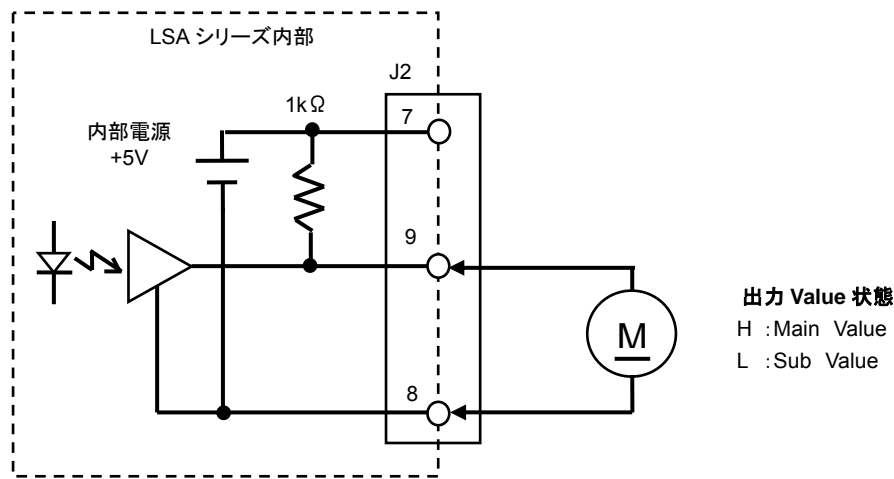 LSA シリーズ内部
J2
1kΩ
7
内部電源
+5V
9
M
8
出力 Value 状態
H :Main Value
L :Sub Value